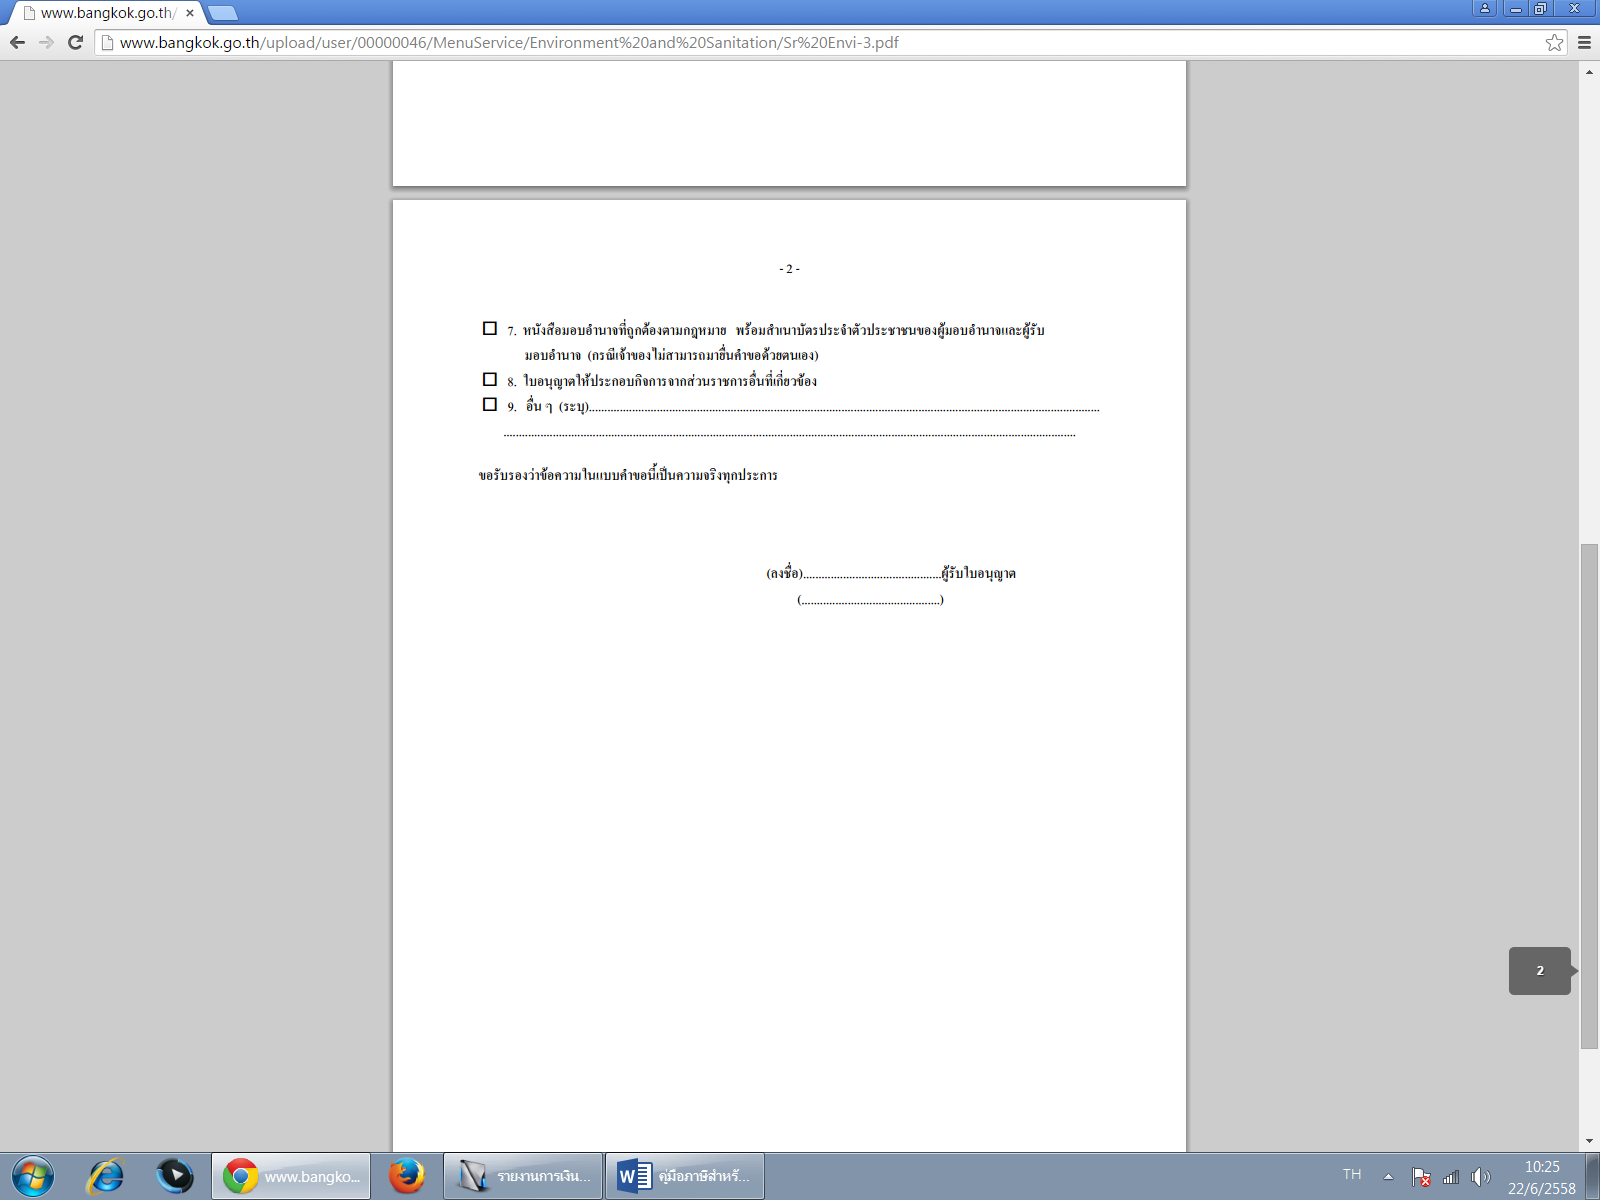 www.bangkok.go.th/
www.bangkok.go.th/upload/user/00000046/MenuService/Environment%20and%20Sanitation/Sr%20Envi-3.pdf
- 2 -
7. หนังสือมอบอำนาจที่ถูกต้องตามกฎหมาย พร้อมสำเนาบัตรประจำตัวประชาชนของผู้มอบอำนาจและผู้รับ
มอบอำนาจ (กรณีเจ้าของไม่สามารถมายื่นคำขอด้วยตนเอง)
8. ใบอนุญาตให้ประกอบกิจการจากส่วนราชการอื่นที่เกี่ยวข้อง
9. อื่น ๆ (ระบุ)......................................................................................................................................................................
..........................................................................................................................................................................................
ขอรับรองว่าข้อความในแบบคำขอนี้เป็นความจริงทุกประการ
(ลงชื่อ).............................................ผู้รับใบอนุญาต
(.............................................)
2
www.bangko...
รายงานการเงิน...
คู่มือภาษีสำหรั...
TH
10:25
22/6/2558